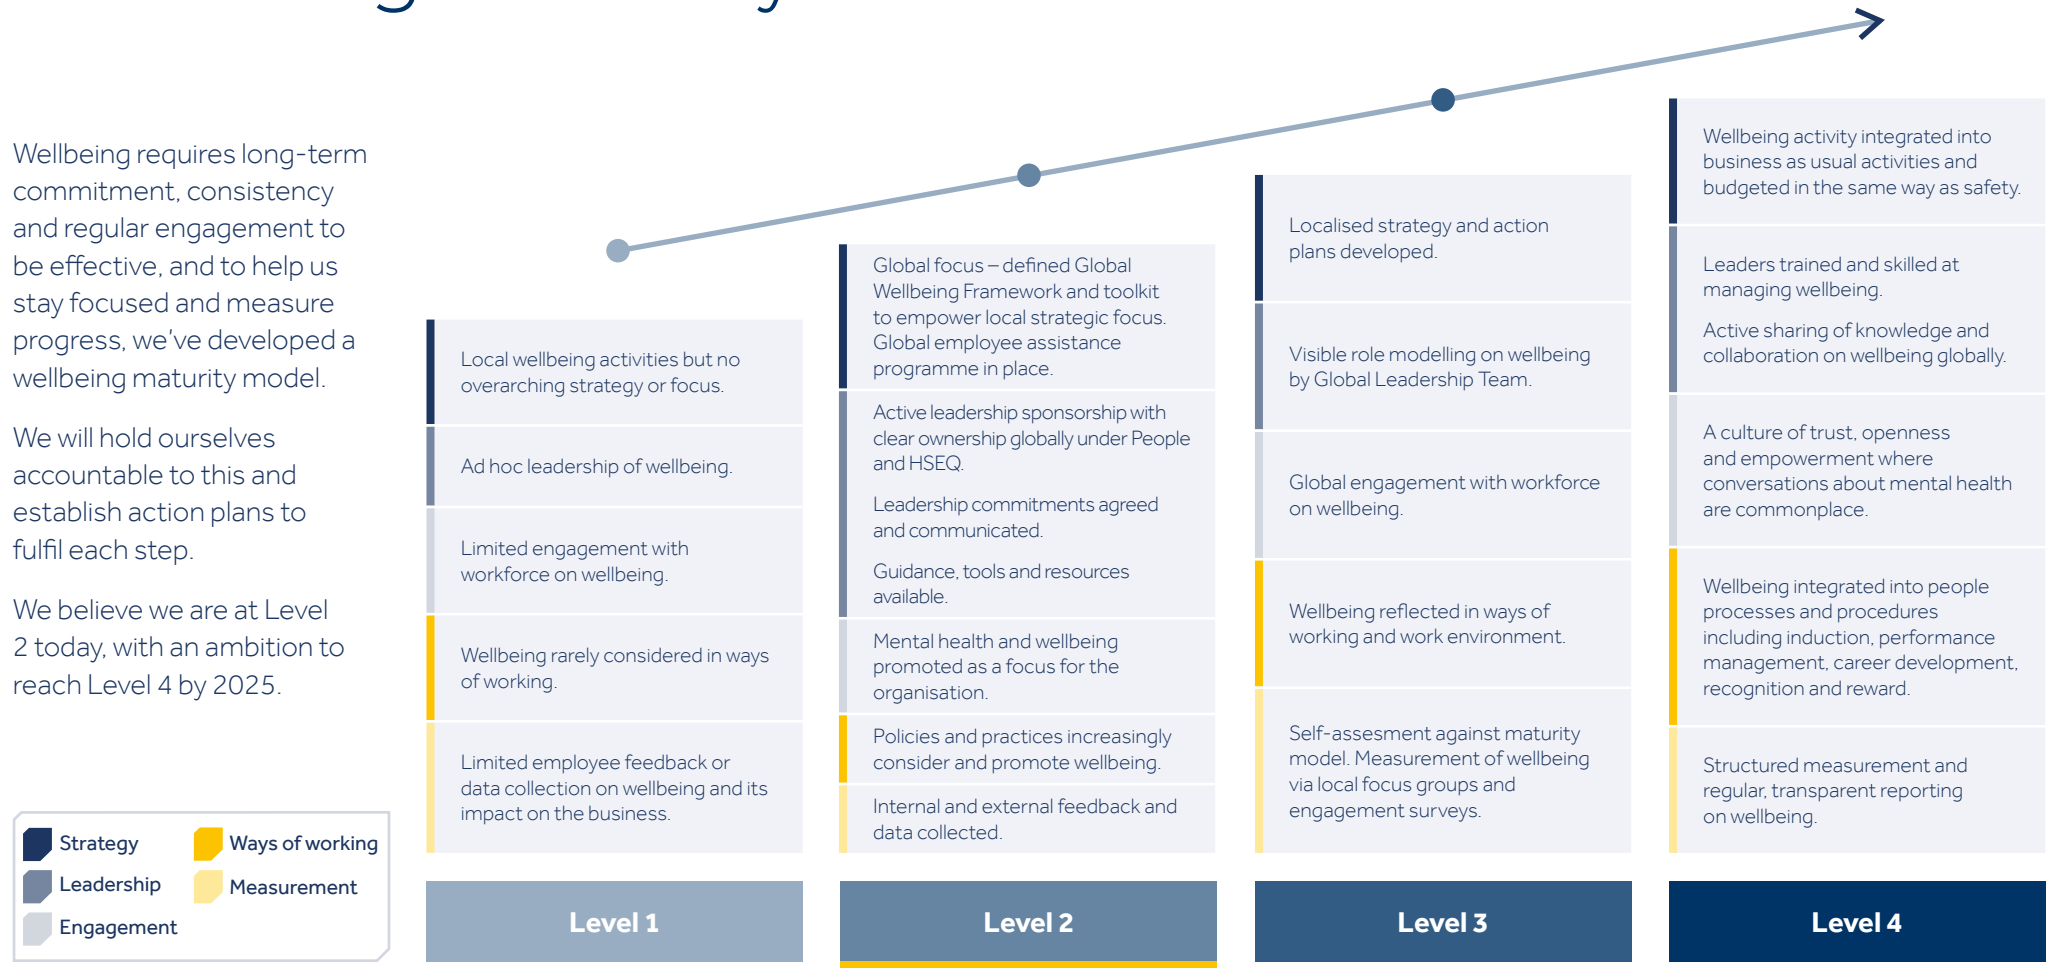 Wellbeing requires long-term
commitment, consistency
and regular engagement to
be effective, and to help us
stay focused and measure
progress, we've developed a
wellbeing maturity model.
We will hold ourselves
accountable to this and
establish action plans to
fulfil each step.
We believe we are at Level
2 today, with an ambition to
reach Level 4 by 2025.
Strategy
Leadership
Engagement
Ways of working
Measurement
Local wellbeing activities but no
overarching strategy or focus.
Ad hoc leadership of wellbeing.
Limited engagement with
workforce on wellbeing.
Wellbeing rarely considered in ways
of working.
Limited employee feedback or
data collection on wellbeing and its
impact on the business.
Level 1
Global focus – defined Global
Wellbeing Framework and toolkit
to empower local strategic focus.
Global employee assistance
programme in place.
Active leadership sponsorship with
clear ownership globally under People
and HSEQ.
Leadership commitments agreed
and communicated.
Guidance, tools and resources
available.
Mental health and wellbeing
promoted as a focus for the
organisation.
Policies and practices increasingly
consider and promote wellbeing.
Internal and external feedback and
data collected.
Level 2
Localised strategy and action
plans developed.
Visible role modelling on wellbeing
by Global Leadership Team.
Global engagement with workforce
on wellbeing.
Wellbeing reflected in ways of
working and work environment.
Self-assesment against maturity
model. Measurement of wellbeing
via local focus groups and
engagement surveys.
Level 3
Wellbeing activity integrated into
business as usual activities and
budgeted in the same way as safety.
Leaders trained and skilled at
managing wellbeing.
Active sharing of knowledge and
collaboration on wellbeing globally.
A culture of trust, openness
and empowerment where
conversations about mental health
are commonplace.
Wellbeing integrated into people
processes and procedures
including induction, performance
management, career development,
recognition and reward.
Structured measurement and
regular, transparent reporting
on wellbeing.
Level 4